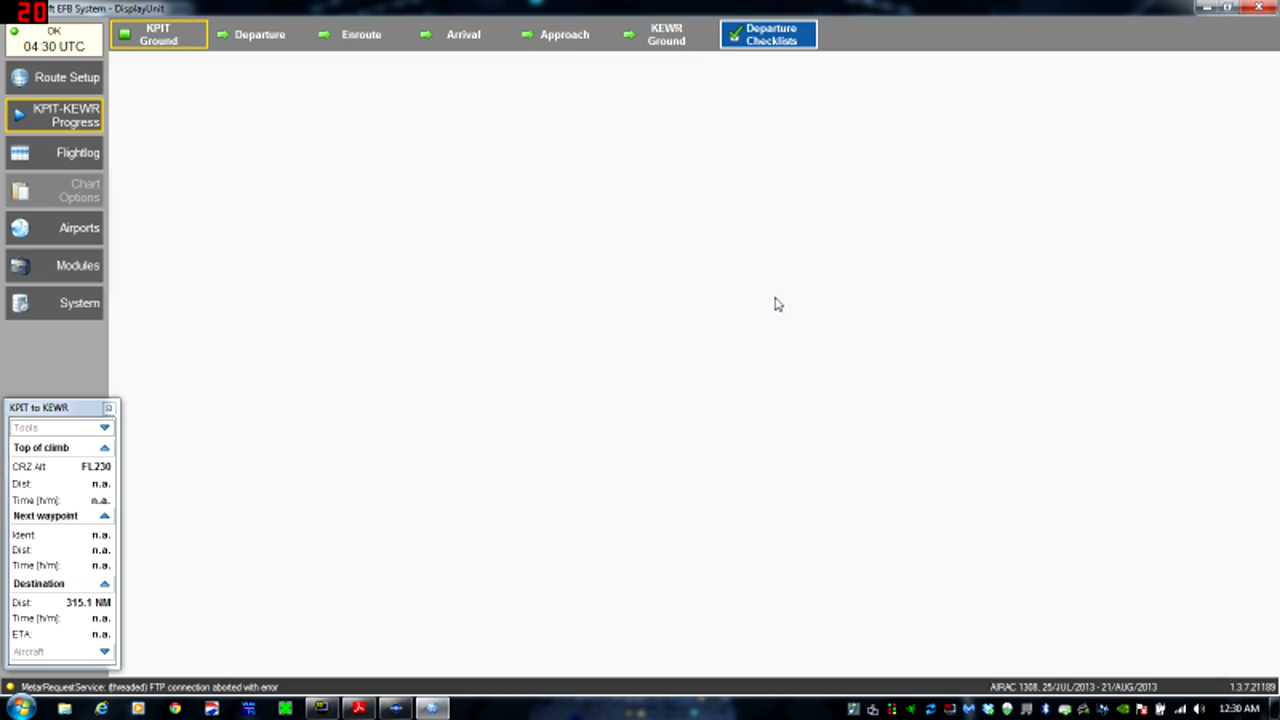 20
ft EFB System - DisplayUnit
OK
04:30 UTC
KPIT
Ground
Departure
Enroute
Arrival
Approach
KEWR
Ground
Departure
Checklists
Route Setup
KPIT-KEWR
Progress
Flightlog
Chart
Options
Airports
Modules
System
KPIT to KEWR
Tools
Top of climb
CRZ Alt FL230
Dist: n.a.
Time [h/m]: n.a.
Next waypoint
Ident n.a.
Dist: n.a.
Time [h/m]: n.a.
Destination
Dist: 315.1 NM
Time [h/m]: n.a.
ETA: n.a.
Aircraft
MetarRequestService: (threaded) FTP connection aborted with error
AIRAC 1308, 25/JUL/2013 - 21/AUG/2013
1.3.7.21189
12:30 AM